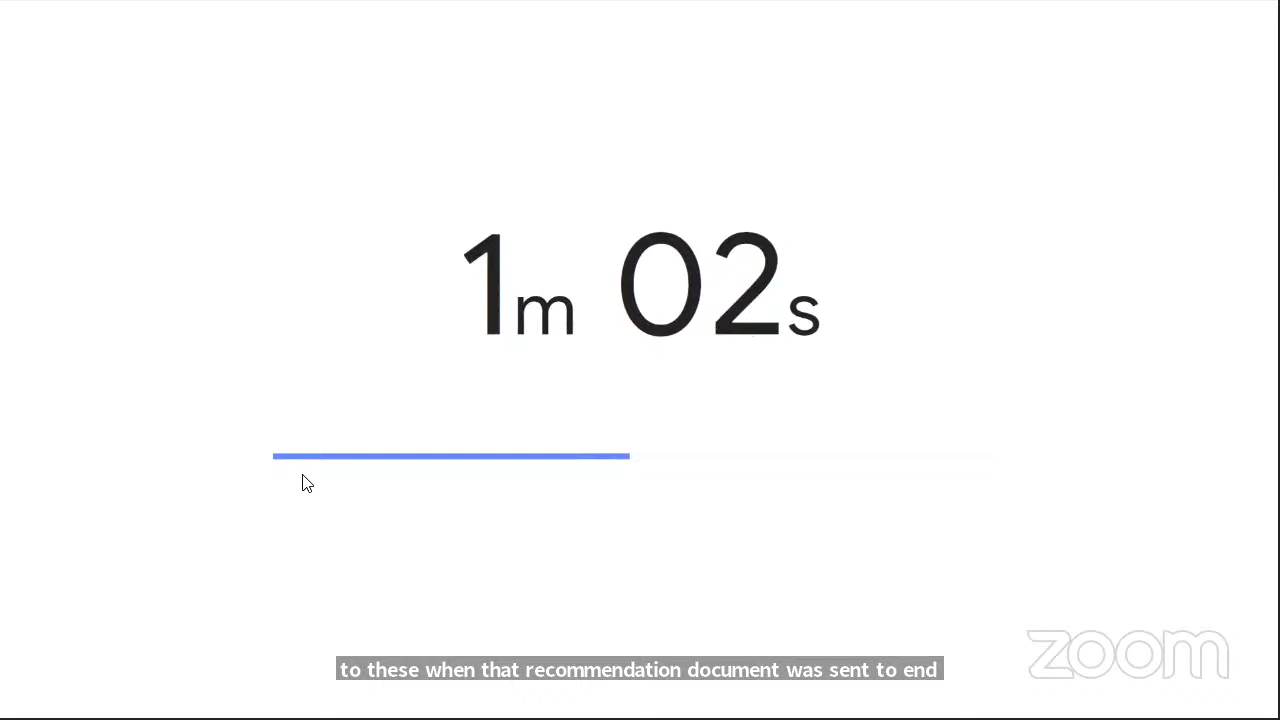 1m 02s
to these when that recommendation document was sent to end
zoom